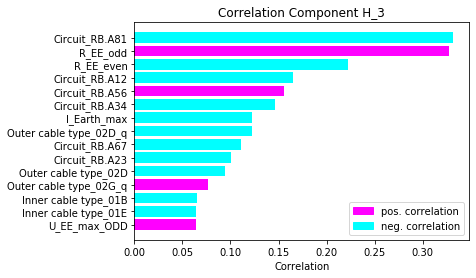 Correlation Component H_3
Circuit_RB.A81
R_EE_odd
R_EE_even
Circuit_RB.A12
Circuit_RB.A56
Circuit_RB.A34
I_Earth_max
Outer cable type_02D_q
Circuit_RB.A67
Circuit_RB.A23
Outer cable type_02D
Outer cable type_02G_q
Inner cable type_01B
Inner cable type_01E
U_EE_max_ODD
pos. correlation
neg. correlation
0.00 0.05 0.10 0.15 0.20 0.25 0.30
Correlation